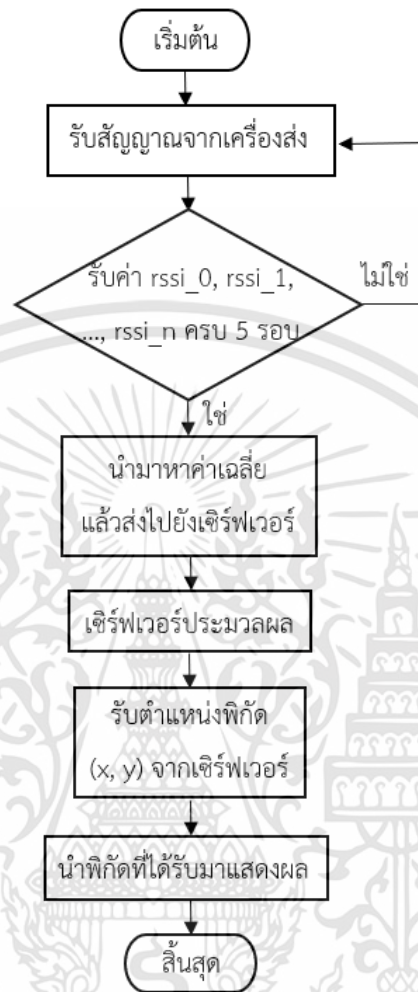 เริ่มต้น
รับสัญญาณจากเครื่องส่ง
รับค่า rssi_0, rssi_1,
..., rssi_n ครบ 5 รอบ
ไม่ใช่
ใช่
นำมาหาค่าเฉลี่ย
แล้วส่งไปยังเซิร์ฟเวอร์
เซิร์ฟเวอร์ประมวลผล
รับตำแหน่งพิกัด
(x, y) จากเซิร์ฟเวอร์
นำพิกัดที่ได้รับมาแสดงผล
สิ้นสุด